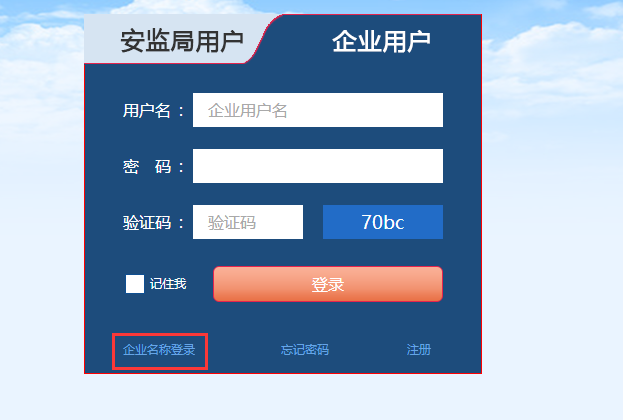 安监局用户 企业用户
用户名： 企业用户名
密 码：
验证码： 验证码 70bc
记住我 登录
企业名称登录 忘记密码 注册